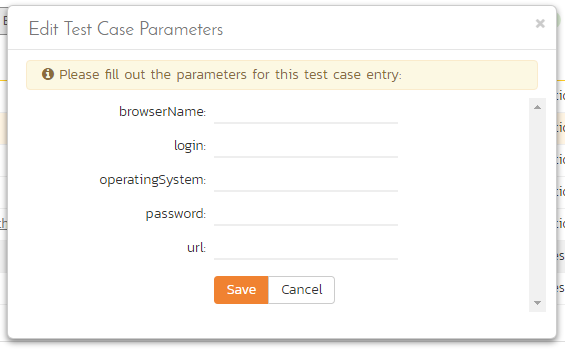 Edit Test Case Parameters
×
Please fill out the parameters for this test case entry:
browserName:
login:
operatingSystem:
password:
url:
Save Cancel